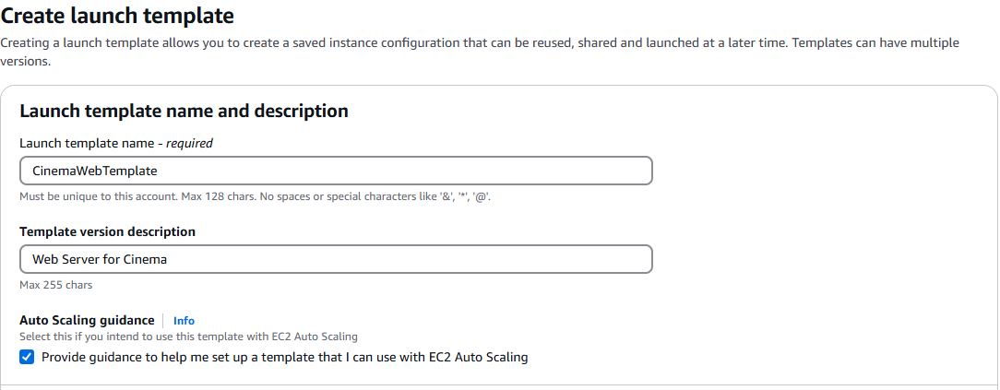 Create launch template
Creating a launch template allows you to create a saved instance configuration that can be reused, shared and launched at a later time. Templates can have multiple
versions.
Launch template name and description
Launch template name - required
CinemaWebTemplate
Must be unique to this account. Max 128 chars. No spaces or special characters like '&', '*', '@'.
Template version description
Web Server for Cinema
Max 255 chars
Auto Scaling guidance Info
Select this if you intend to use this template with EC2 Auto Scaling
Provide guidance to help me set up a template that I can use with EC2 Auto Scaling